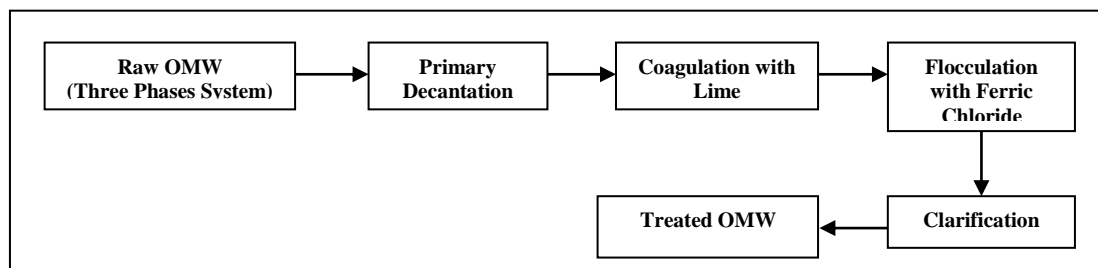 Raw OMW
(Three Phases System)
Primary
Decantation
Coagulation with
Lime
Flocculation
with Ferric
Chloride
Clarification
Treated OMW